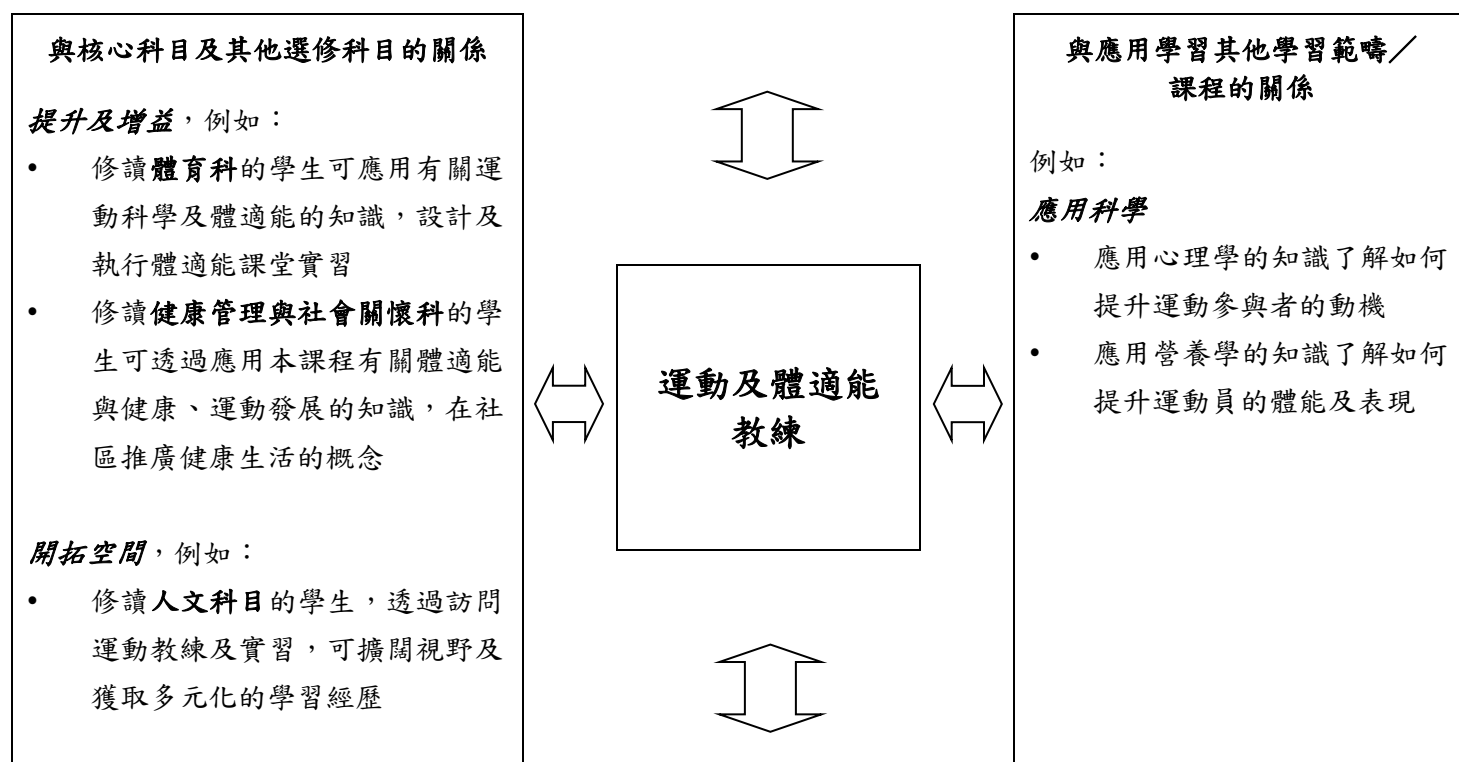 與核心科目及其他選修科目的關係
提升及增益，例如：
• 修讀體育科的學生可應用有關運
動科學及體適能的知識，設計及
執行體適能課堂實習
• 修讀健康管理與社會關懷科的學
生可透過應用本課程有關體適能
與健康、運動發展的知識，在社
區推廣健康生活的概念
開拓空間，例如：
• 修讀人文科目的學生，透過訪問
運動教練及實習，可擴闊視野及
獲取多元化的學習經歷
運動及體適能
教練
與應用學習其他學習範疇／
課程的關係
例如：
應用科學
• 應用心理學的知識了解如何
提升運動參與者的動機
• 應用營養學的知識了解如何
提升運動員的體能及表現